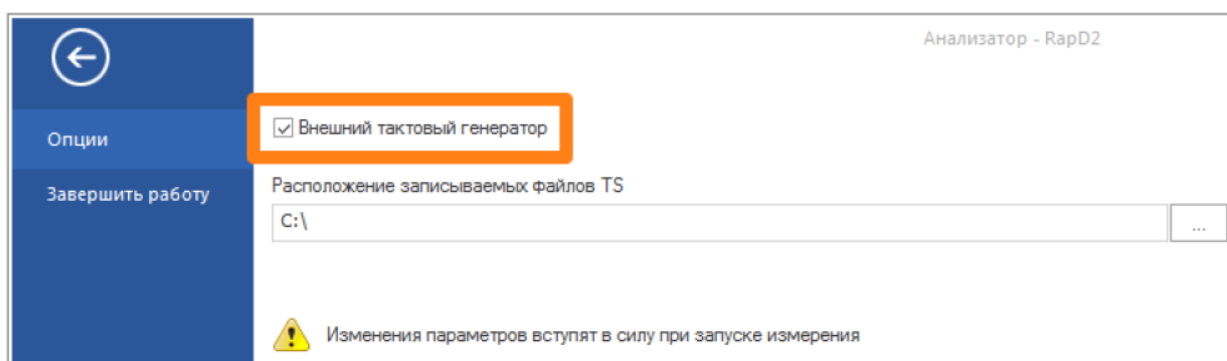 Анализатор - RapD2
Опции
Завершить работу
Внешний тактовый генератор
Расположение записываемых файлов TS
C:\
...
Изменения параметров вступят в силу при запуске измерения